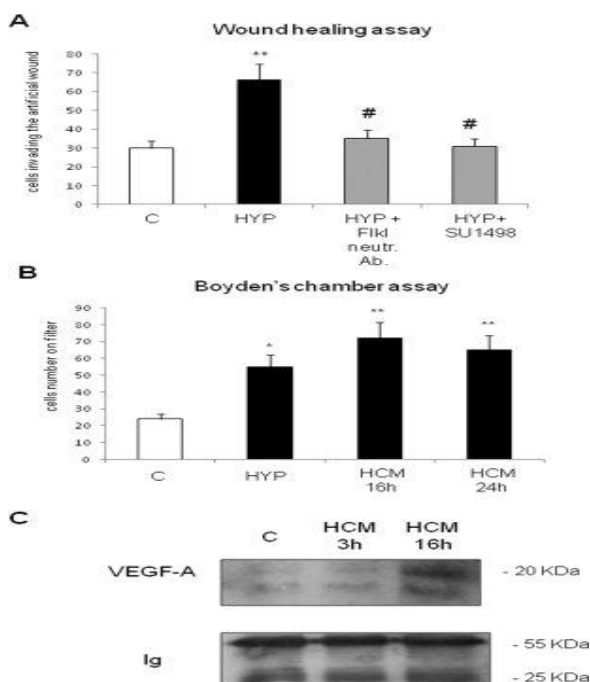 A
Wound healing assay
cells invading the artificial wound
80
70
60
50
40
30
20
10
0
**
#
#
C
HYP
HYP +
FlkI
neutr.
Ab.
HYP+
SU1498
B
Boyden's chamber assay
cells number on filter
90
80
70
60
50
40
30
20
10
0
*
**
**
C
HYP
HCM
16h
HCM
24h
C
C
HCM
3h
HCM
16h
VEGF-A
- 20 KDa
Ig
- 55 KDa
- 25 KDa